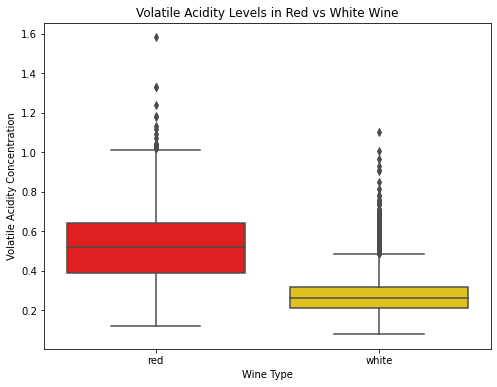 Volatile Acidity Levels in Red vs White Wine
1.6
1.4
1.2
1.0
0.8
0.6
0.4
0.2
Volatile Acidity Concentration
red white
Wine Type